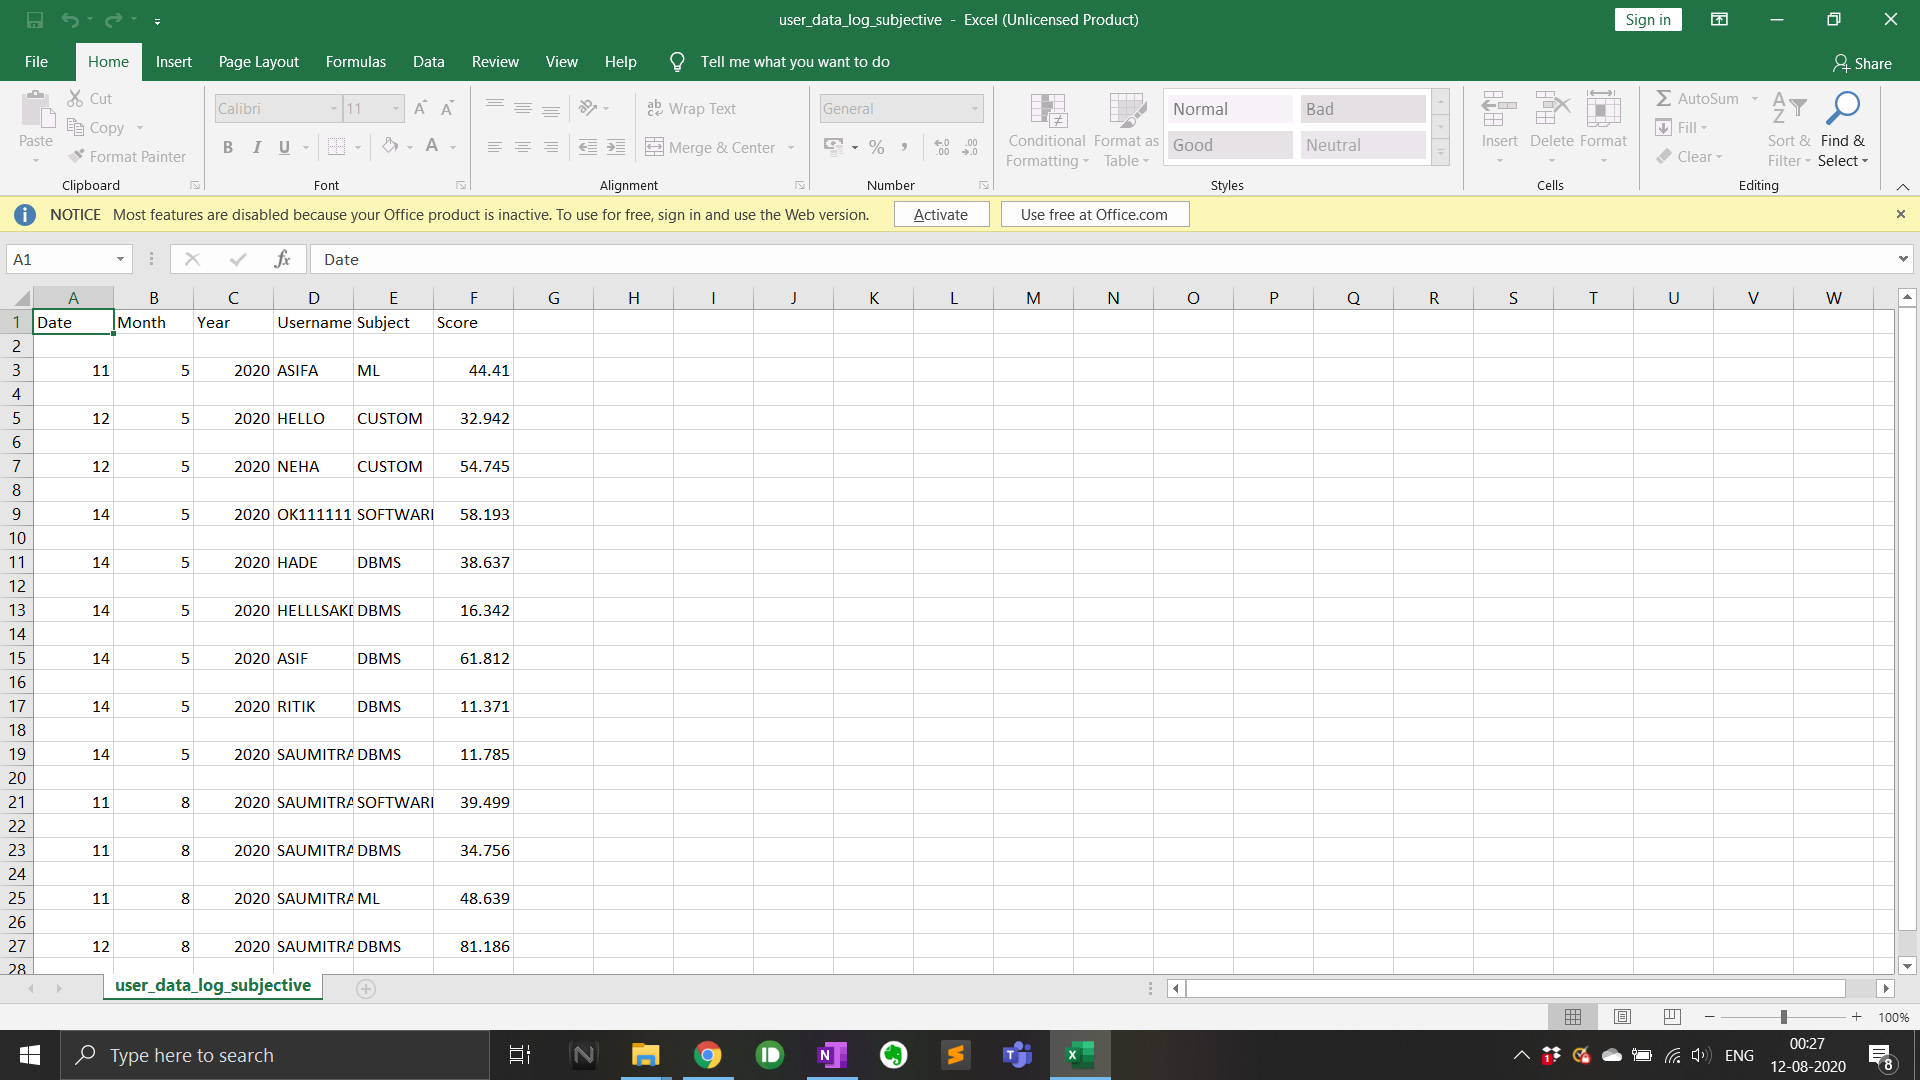 user_data_log_subjective - Excel (Unlicensed Product)
Sign in
File Home Insert Page Layout Formulas Data Review View Help Tell me what you want to do
Share
Paste
Cut
Copy
Format Painter
Clipboard
Calibri 11
B I U
Font
ab Wrap Text
Merge & Center
Alignment
General
Number
Conditional Formatting
Format as Table
Normal Bad
Good Neutral
Styles
Insert Delete Format
Cells
AutoSum
Fill
Clear
Sort & Filter
Find & Select
Editing
NOTICE Most features are disabled because your Office product is inactive. To use for free, sign in and use the Web version. Activate Use free at Office.com
A1 fx Date
A B C D E F G H I J K L M N O P Q R S T U V W
1 Date Month Year Username Subject Score
2
3 11 5 2020 ASIFA ML 44.41
4
5 12 5 2020 HELLO CUSTOM 32.942
6
7 12 5 2020 NEHA CUSTOM 54.745
8
9 14 5 2020 OK111111 SOFTWARI 58.193
10
11 14 5 2020 HADE DBMS 38.637
12
13 14 5 2020 HELLLSAKD DBMS 16.342
14
15 14 5 2020 ASIF DBMS 61.812
16
17 14 5 2020 RITIK DBMS 11.371
18
19 14 5 2020 SAUMITRA DBMS 11.785
20
21 11 8 2020 SAUMITRA SOFTWARI 39.499
22
23 11 8 2020 SAUMITRA DBMS 34.756
24
25 11 8 2020 SAUMITRA ML 48.639
26
27 12 8 2020 SAUMITRA DBMS 81.186
28
user_data_log_subjective
100%
Type here to search
ENG
00:27
12-08-2020
8